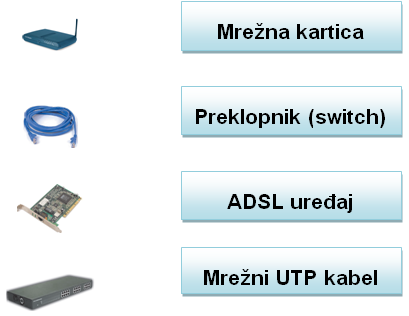 Mrežna kartica
Preklopnik (switch)
ADSL uređaj
Mrežni UTP kabel